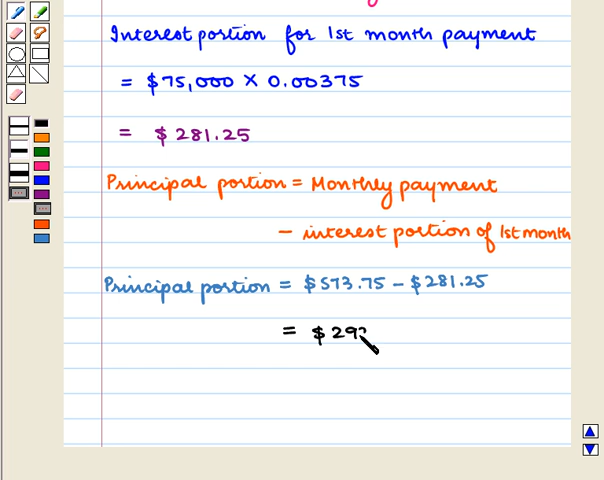 Interest portion for 1st month payment
= $75,000 × 0.00375
= $281.25
Principal portion = Monthly payment
- interest portion of 1st month
Principal portion = $573.75 - $281.25
= $29